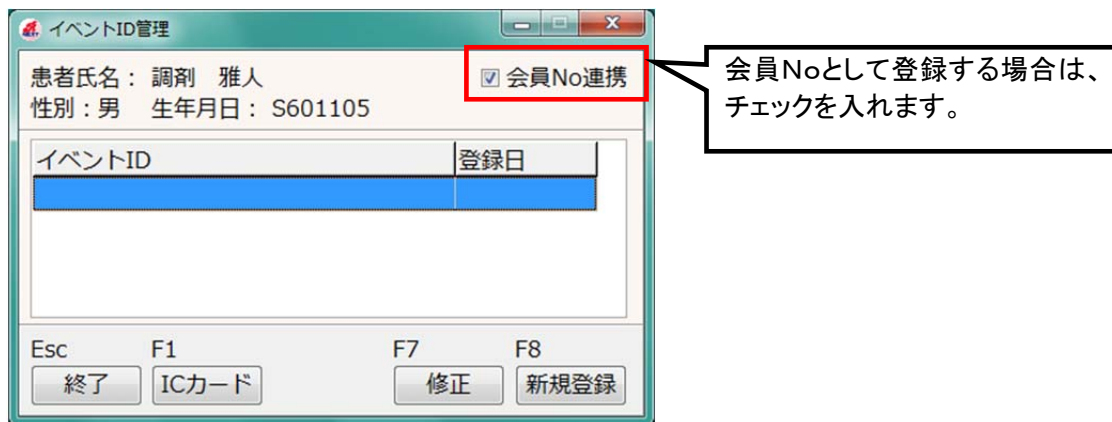 イベントID管理
患者氏名： 調剤　雅人
会員No連携
性別：男　生年月日： S601105
イベントID 登録日
Esc F1 F7 F8
終了 ICカード 修正 新規登録
会員Noとして登録する場合は、
チェックを入れます。